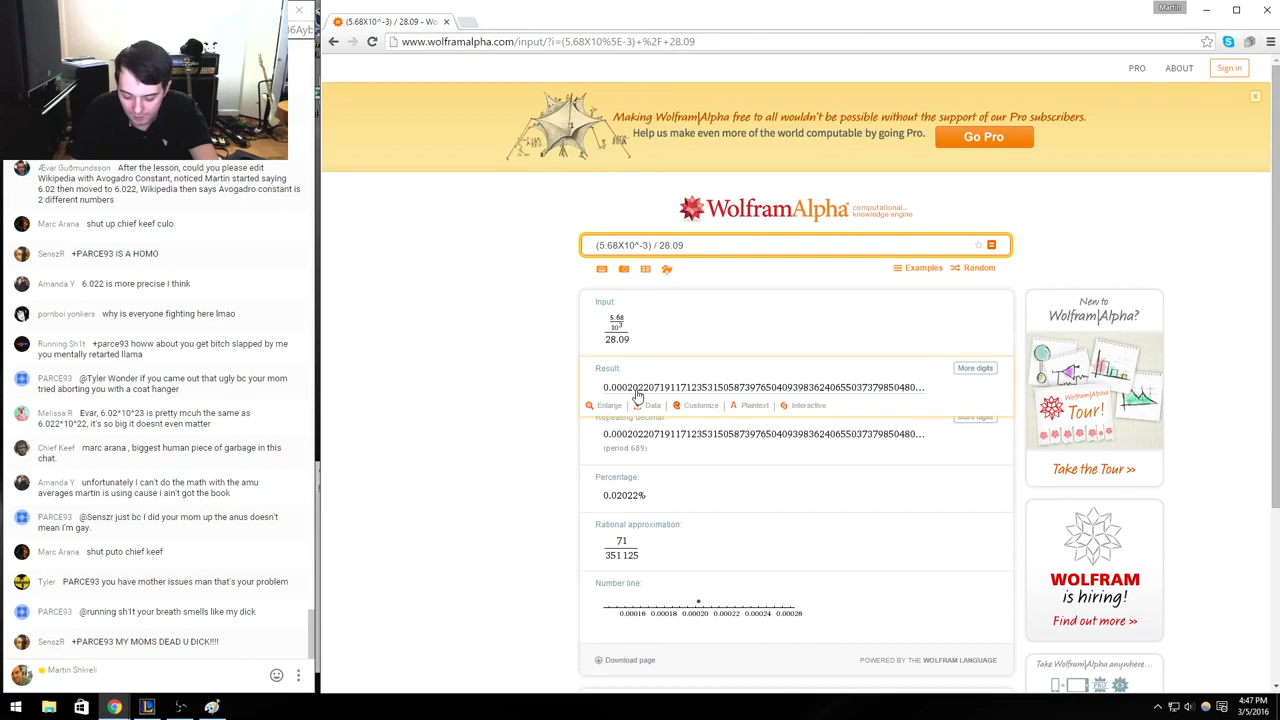 86Ayb
Ævar Guðmundsson After the lesson, could you please edit
Wikipedia with Avogadro Constant, noticed Martin started saying
6.02 then moved to 6.022, Wikipedia then says Avogadro constant is
2 different numbers
Marc Arana shut up chief keef culo
SenszR +PARCE93 IS A HOMO
Amanda Y 6.022 is more precise I think
pornboi yonkers why is everyone fighting here lmao
Running Sh1t +parce93 howw about you get bitch slapped by me
you mentally retarted llama
PARCE93 @Tyler Wonder if you came out that ugly bc your mom
tried aborting you with a coat hanger
Melissa R Evar, 6.02*10*23 is pretty mcuh the same as
6.022*10*22, it's so big it doesnt even matter
Chief Keef marc arana , biggest human piece of garbage in this
chat.
Amanda Y unfortunately I can't do the math with the amu
averages martin is using cause i ain't got the book
PARCE93 @Senszr just bc I did your mom up the anus doesn't
mean I'm gay.
Marc Arana shut puto chief keef
Tyler PARCE93 you have mother issues man that's your problem
PARCE93 @running sh1t your breath smells like my dick
SenszR +PARCE93 MY MOMS DEAD U DICK!!!!
Martin Shkreli
(5.68X10^-3) / 28.09 - Wo
Martin
www.wolframalpha.com/input/?i=(5.68X10%5E-3)+%2F+28.09
PRO ABOUT Sign in
Making Wolfram|Alpha free to all wouldn't be possible without the support of our Pro subscribers.
Help us make even more of the world computable by going Pro. Go Pro
WolframAlpha computational...
knowledge engine
(5.68X10^-3) / 28.09
Examples Random
Input:
5.68
10³
28.09
Result: More digits
0.000202207191171235315058739765040939836240655037379850480...
Enlarge Data Customize A Plaintext Interactive
Repeating decimal: More digits
0.000202207191171235315058739765040939836240655037379850480...
(period 689)
Percentage:
0.02022%
Rational approximation:
71
351 125
Number line:
0.00016 0.00018 0.00020 0.00022 0.00024 0.00026
Download page POWERED BY THE WOLFRAM LANGUAGE
New to
Wolfram|Alpha?
Tour!
Take the Tour >>
WOLFRAM
is hiring!
Find out more >>
Take Wolfram|Alpha anywhere...
PRO
4:47 PM
3/5/2016